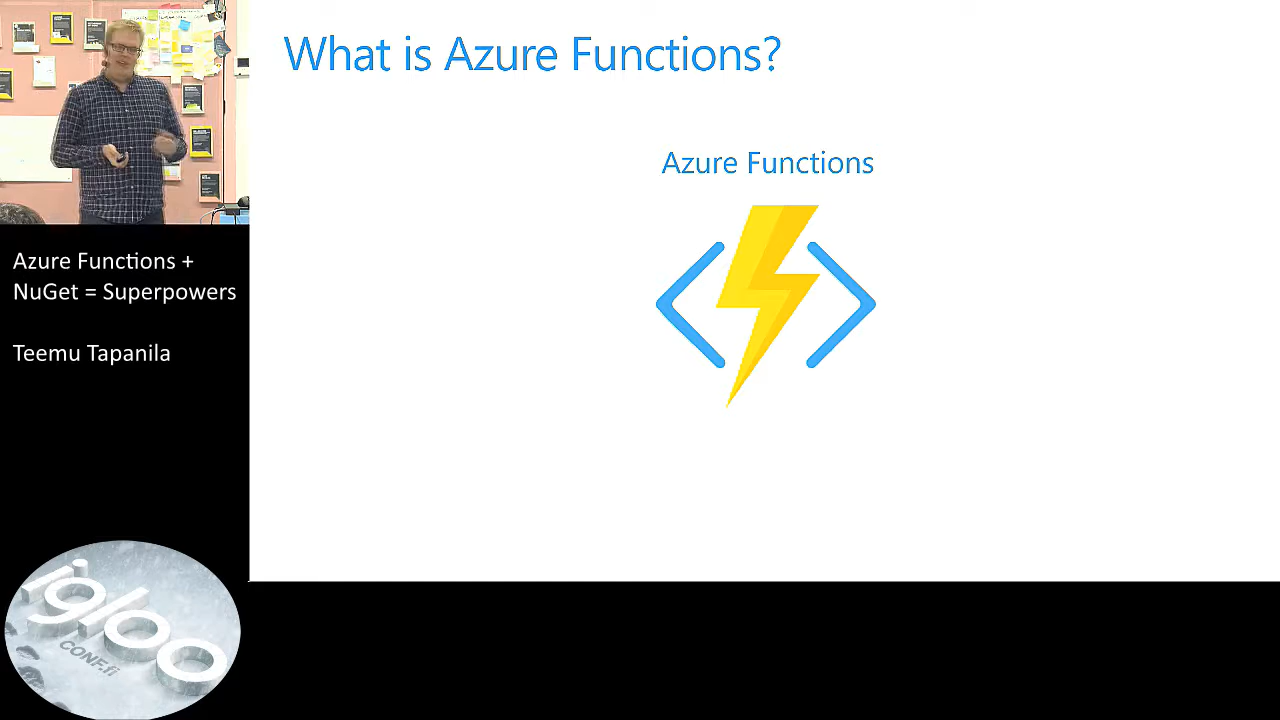 What is Azure Functions?
Azure Functions
Azure Functions +
NuGet = Superpowers
Teemu Tapanila
igloo
CONF.fi